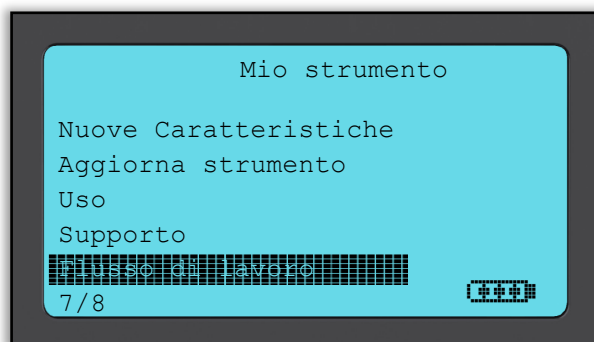 Mio strumento
Nuove Caratteristiche
Aggiorna strumento
Uso
Supporto
Flusso di lavoro
7/8